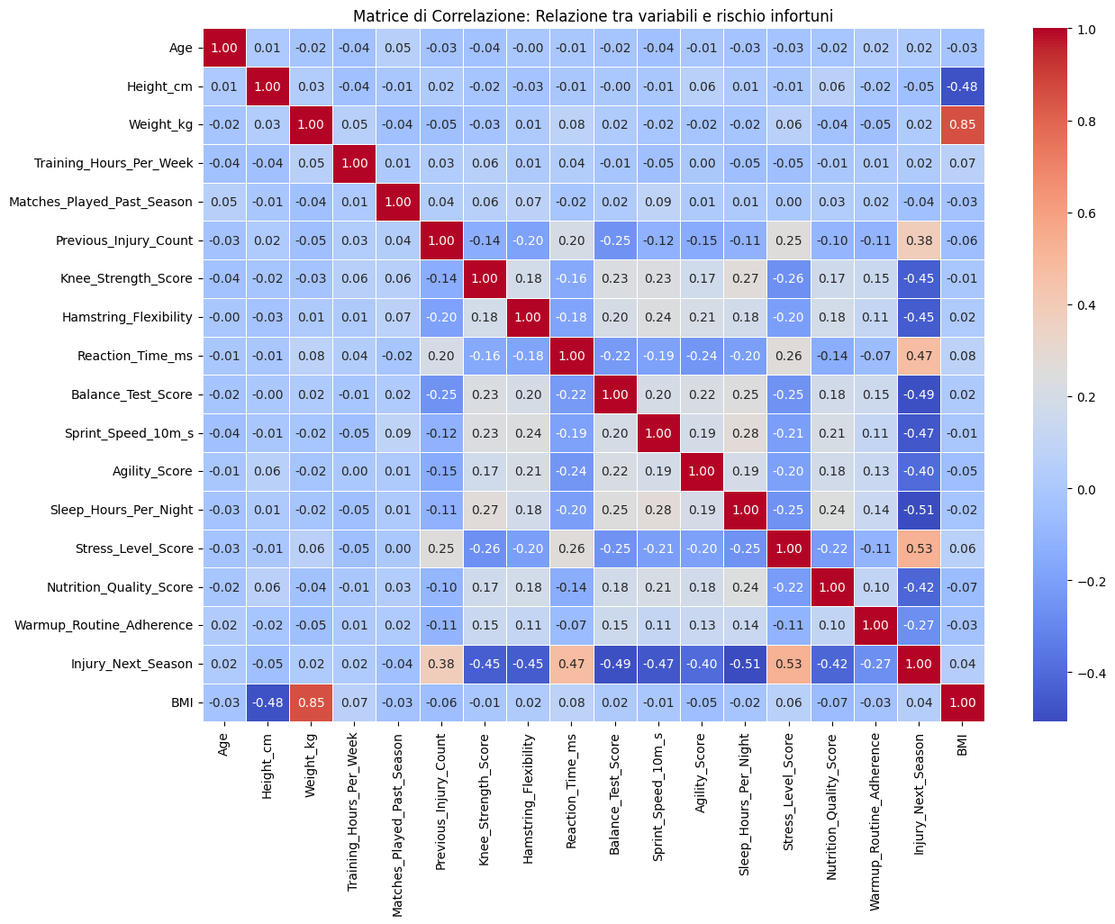 Matrice di Correlazione: Relazione tra variabili e rischio infortuni
Age 1.00 0.01 -0.02 -0.04 0.05 -0.03 -0.04 -0.00 -0.01 -0.02 -0.04 -0.01 -0.03 -0.03 -0.02 0.02 0.02 -0.03
Height_cm 0.01 1.00 0.03 -0.04 -0.01 0.02 -0.02 -0.03 -0.01 -0.00 -0.01 0.06 0.01 -0.01 0.06 -0.02 -0.05 -0.48
Weight_kg -0.02 0.03 1.00 0.05 -0.04 -0.05 -0.03 0.01 0.08 0.02 -0.02 -0.02 -0.02 0.06 -0.04 -0.05 0.02 0.85
Training_Hours_Per_Week -0.04 -0.04 0.05 1.00 0.01 0.03 0.06 0.01 0.04 -0.01 -0.05 0.00 -0.05 -0.05 -0.01 0.01 0.02 0.07
Matches_Played_Past_Season 0.05 -0.01 -0.04 0.01 1.00 0.04 0.06 0.07 -0.02 0.02 0.09 0.01 0.01 0.00 0.03 0.02 -0.04 -0.03
Previous_Injury_Count -0.03 0.02 -0.05 0.03 0.04 1.00 -0.14 -0.20 0.20 -0.25 -0.12 -0.15 -0.11 0.25 -0.10 -0.11 0.38 -0.06
Knee_Strength_Score -0.04 -0.02 -0.03 0.06 0.06 -0.14 1.00 0.18 -0.16 0.23 0.23 0.17 0.27 -0.26 0.17 0.15 -0.45 -0.01
Hamstring_Flexibility -0.00 -0.03 0.01 0.01 0.07 -0.20 0.18 1.00 -0.18 0.20 0.24 0.21 0.18 -0.20 0.18 0.11 -0.45 0.02
Reaction_Time_ms -0.01 -0.01 0.08 0.04 -0.02 0.20 -0.16 -0.18 1.00 -0.22 -0.19 -0.24 -0.20 0.26 -0.14 -0.07 0.47 0.08
Balance_Test_Score -0.02 -0.00 0.02 -0.01 0.02 -0.25 0.23 0.20 -0.22 1.00 0.20 0.22 0.25 -0.25 0.18 0.15 -0.49 0.02
Sprint_Speed_10m_s -0.04 -0.01 -0.02 -0.05 0.09 -0.12 0.23 0.24 -0.19 0.20 1.00 0.19 0.28 -0.21 0.21 0.11 -0.47 -0.01
Agility_Score -0.01 0.06 -0.02 0.00 0.01 -0.15 0.17 0.21 -0.24 0.22 0.19 1.00 0.19 -0.20 0.18 0.13 -0.40 -0.05
Sleep_Hours_Per_Night -0.03 0.01 -0.02 -0.05 0.01 -0.11 0.27 0.18 -0.20 0.25 0.28 0.19 1.00 -0.25 0.24 0.14 -0.51 -0.02
Stress_Level_Score -0.03 -0.01 0.06 -0.05 0.00 0.25 -0.26 -0.20 0.26 -0.25 -0.21 -0.20 -0.25 1.00 -0.22 -0.11 0.53 0.06
Nutrition_Quality_Score -0.02 0.06 -0.04 -0.01 0.03 -0.10 0.17 0.18 -0.14 0.18 0.21 0.18 0.24 -0.22 1.00 0.10 -0.42 -0.07
Warmup_Routine_Adherence 0.02 -0.02 -0.05 0.01 0.02 -0.11 0.15 0.11 -0.07 0.15 0.11 0.13 0.14 -0.11 0.10 1.00 -0.27 -0.03
Injury_Next_Season 0.02 -0.05 0.02 0.02 -0.04 0.38 -0.45 -0.45 0.47 -0.49 -0.47 -0.40 -0.51 0.53 -0.42 -0.27 1.00 0.04
BMI -0.03 -0.48 0.85 0.07 -0.03 -0.06 -0.01 0.02 0.08 0.02 -0.01 -0.05 -0.02 0.06 -0.07 -0.03 0.04 1.00
Age
Height_cm
Weight_kg
Training_Hours_Per_Week
Matches_Played_Past_Season
Previous_Injury_Count
Knee_Strength_Score
Hamstring_Flexibility
Reaction_Time_ms
Balance_Test_Score
Sprint_Speed_10m_s
Agility_Score
Sleep_Hours_Per_Night
Stress_Level_Score
Nutrition_Quality_Score
Warmup_Routine_Adherence
Injury_Next_Season
BMI
1.0
0.8
0.6
0.4
0.2
0.0
−0.2
−0.4